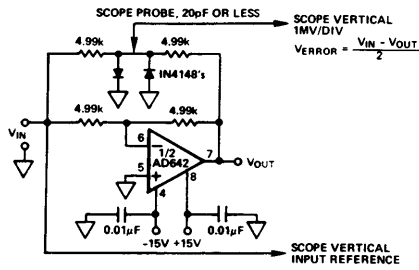 SCOPE PROBE, 20pF OR LESS
SCOPE VERTICAL
1MV/DIV
VERROR = VIN – VOUT
2
4.99k
4.99k
IN4148's
4.99k
4.99k
VIN
6
1/2
AD642
7
VOUT
5
8
4
0.01µF
-15V +15V
0.01µF
SCOPE VERTICAL
INPUT REFERENCE